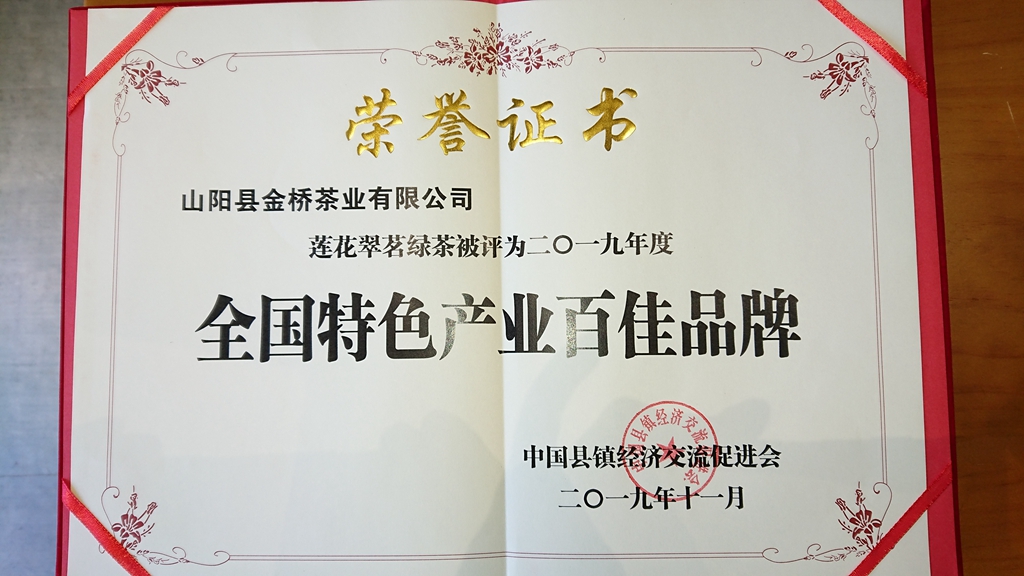 荣誉证书
山阳县金桥茶业有限公司
莲花翠茗绿茶被评为二〇一九年度
全国特色产业百佳品牌
中国县镇经济交流促进会
二〇一九年十一月